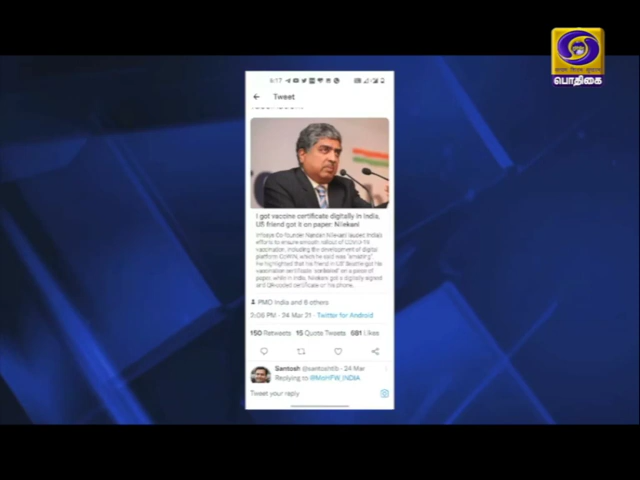 பொதிகை
6:17
Tweet
I got vaccine certificate digitally in India,
US friend got it on paper: Nilekani
Infosys Co-founder Nandan Nilekani lauded India's
efforts to ensure smooth rollout of COVID-19
vaccination, including the development of digital
platform CoWIN, which he said was "amazing".
He highlighted that his friend in US' Seattle got his
vaccination certificate 'scribbled' on a piece of
paper, while in India, Nilekani got a digitally signed
and QR-coded certificate on his phone.
PMO India and 6 others
3:06 PM · 24 Mar 21 · Twitter for Android
150 Retweets 15 Quote Tweets 681 Likes
Santosh @santoshtib · 24 Mar
Replying to @MoHFW_INDIA
Tweet your reply